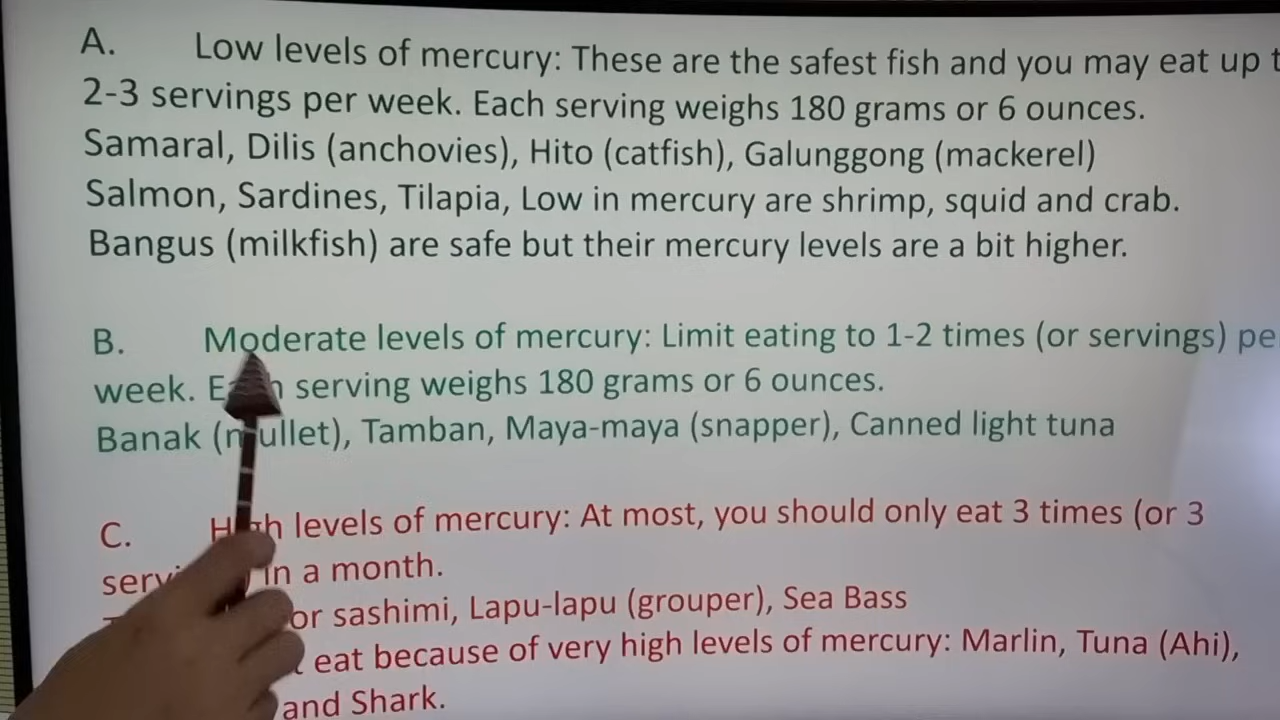 A. Low levels of mercury: These are the safest fish and you may eat up
2-3 servings per week. Each serving weighs 180 grams or 6 ounces.
Samaral, Dilis (anchovies), Hito (catfish), Galunggong (mackerel)
Salmon, Sardines, Tilapia, Low in mercury are shrimp, squid and crab.
Bangus (milkfish) are safe but their mercury levels are a bit higher.
B. Moderate levels of mercury: Limit eating to 1-2 times (or servings)
week. Each serving weighs 180 grams or 6 ounces.
Banak (mullet), Tamban, Maya-maya (snapper), Canned light tuna
C. High levels of mercury: At most, you should only eat 3 times (or 3
in a month.
or sashimi, Lapu-lapu (grouper), Sea Bass
eat because of very high levels of mercury: Marlin, Tuna (Ahi),
and Shark.